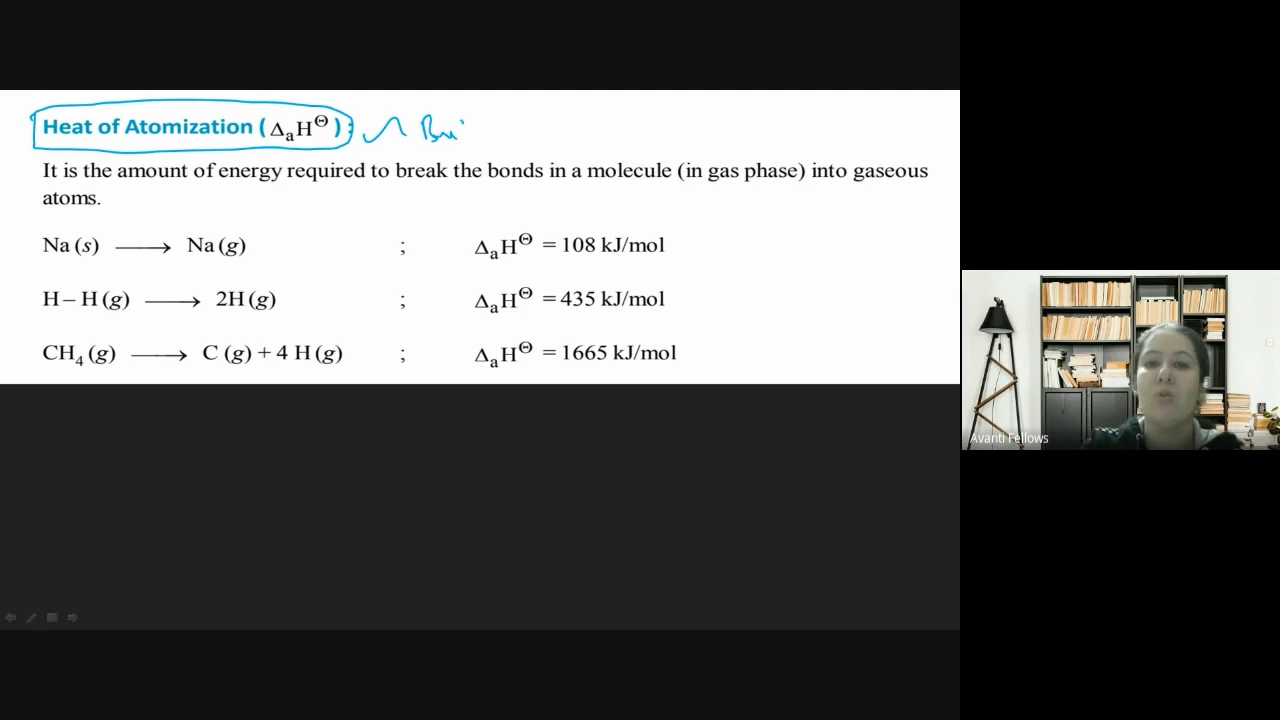 Heat of Atomization (ΔₐH^Θ):
It is the amount of energy required to break the bonds in a molecule (in gas phase) into gaseous
atoms.
Na (s) ⟶ Na (g) ; ΔₐH^Θ = 108 kJ/mol
H – H (g) ⟶ 2H (g) ; ΔₐH^Θ = 435 kJ/mol
CH₄ (g) ⟶ C (g) + 4 H (g) ; ΔₐH^Θ = 1665 kJ/mol
Avanti Fellows